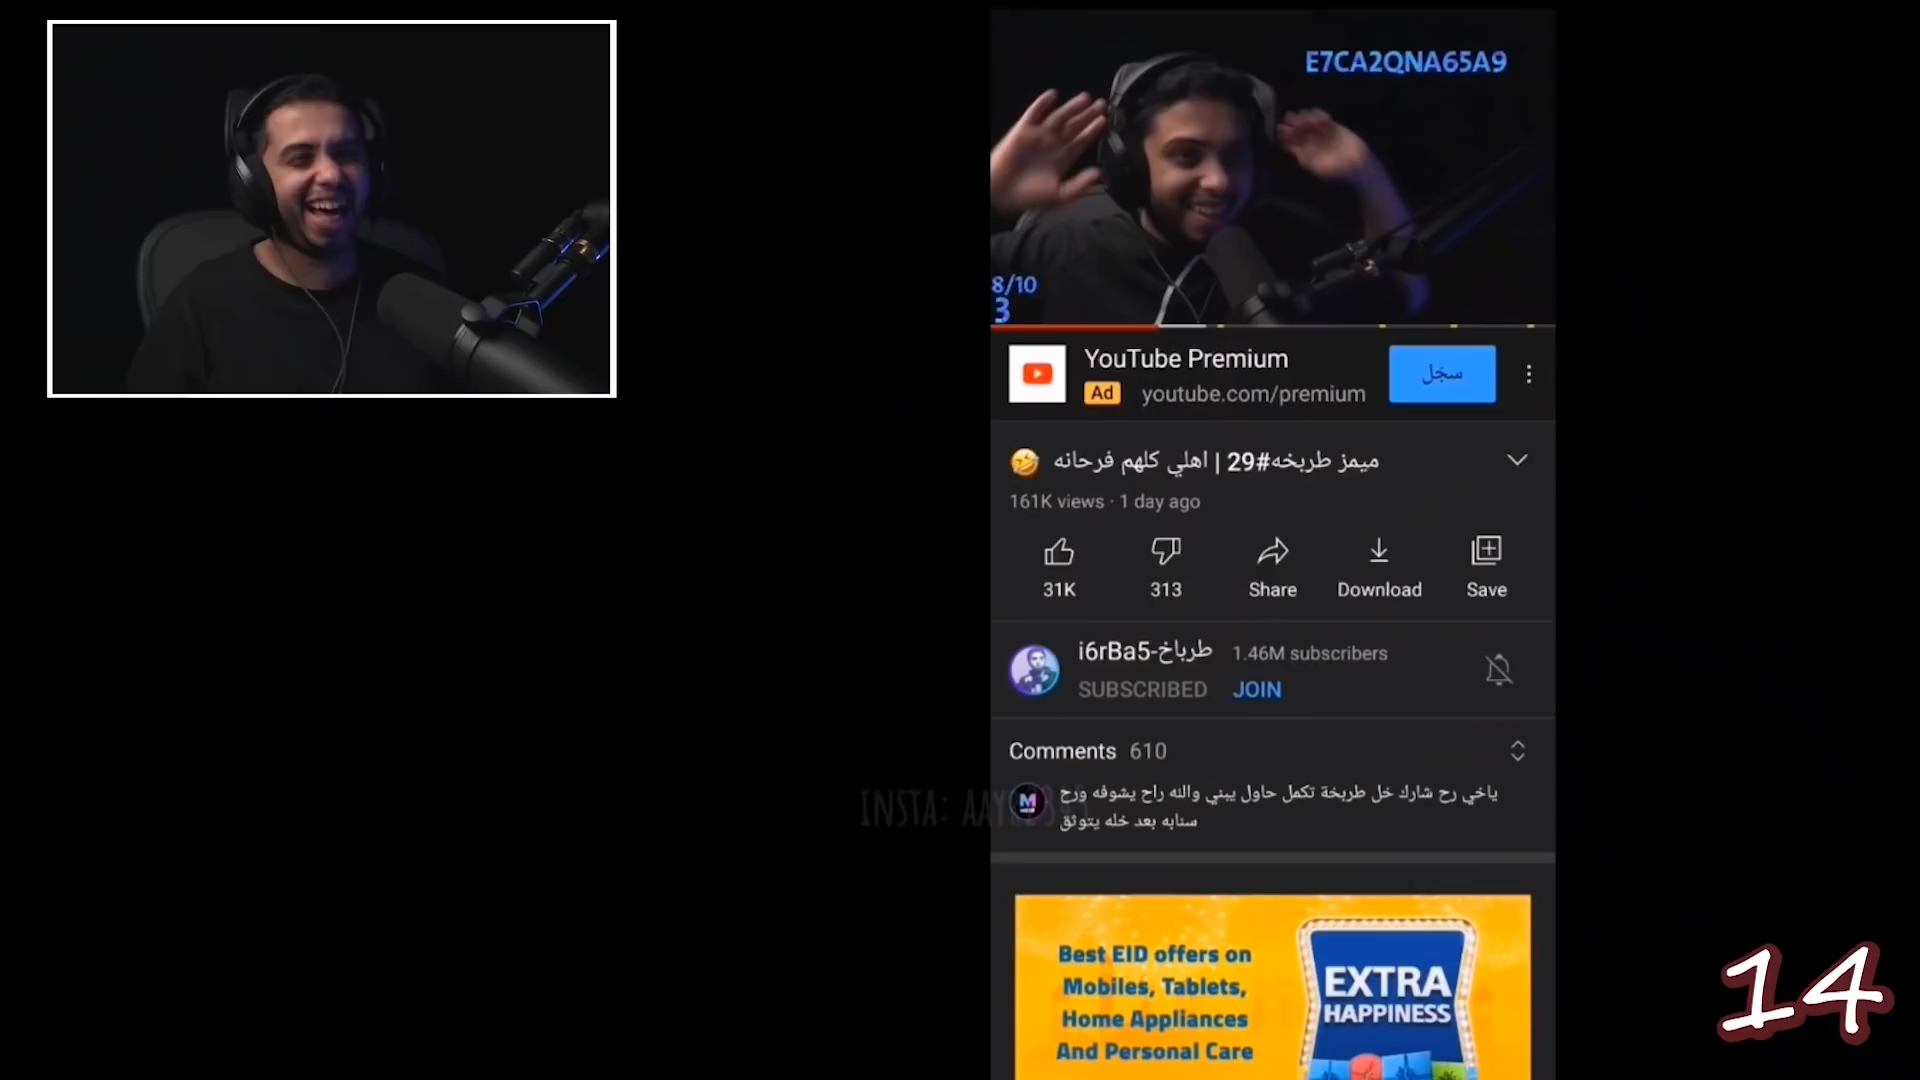 E7CA2QNA65A9
8/10
3
YouTube Premium
سجّل
Ad youtube.com/premium
ميمز طربخه#29 | اهلي كلهم فرحانه 🤣
161K views · 1 day ago
31K
313
Share
Download
Save
i6rBa5-طرباخ
1.46M subscribers
SUBSCRIBED
JOIN
Comments 610
ياخي رح شارك خل طربخة تكمل حاول يبني والله راح يشوفه ورح
سنابه بعد خله يتوثق
INSTA:
Best EID offers on
Mobiles, Tablets,
Home Appliances
And Personal Care
EXTRA
HAPPINESS
14